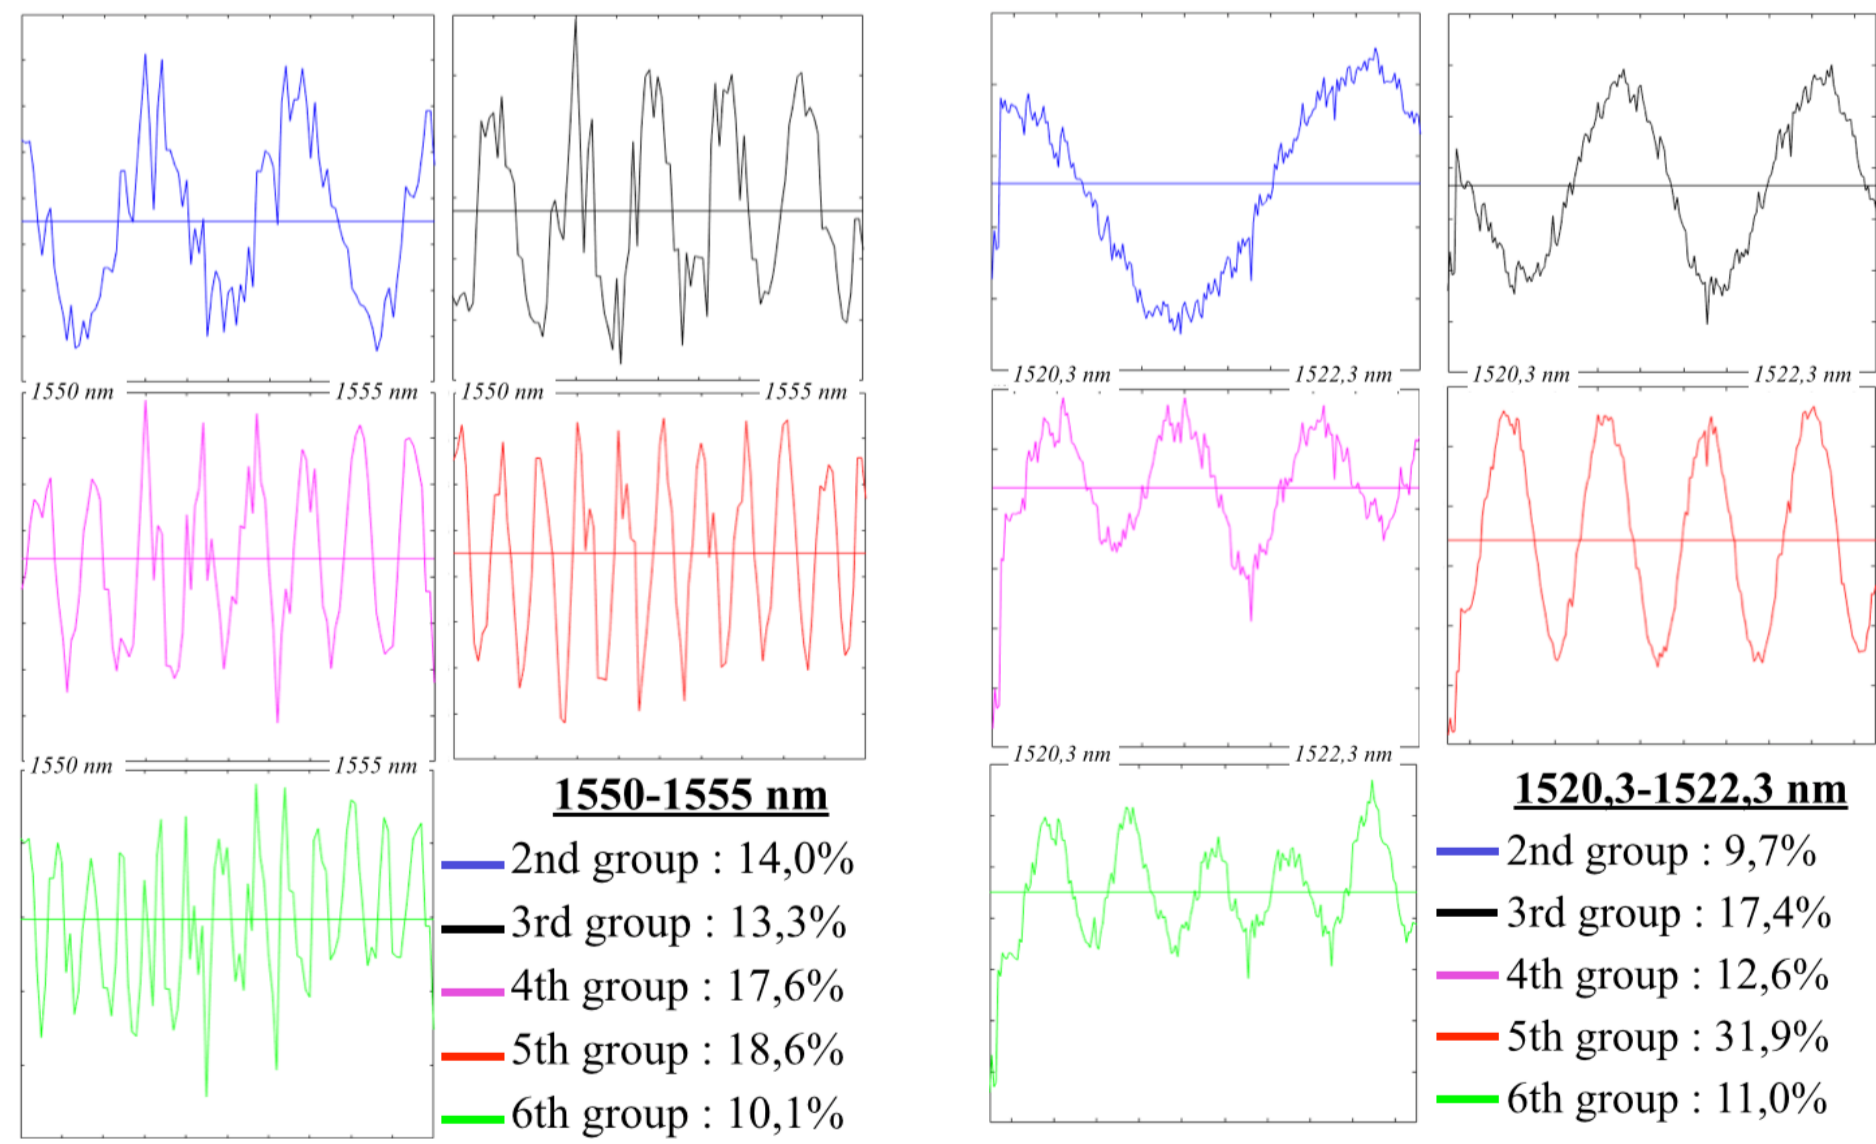 1550 nm 1555 nm
1550 nm 1555 nm
1550 nm 1555 nm
1550-1555 nm
2nd group : 14,0%
3rd group : 13,3%
4th group : 17,6%
5th group : 18,6%
6th group : 10,1%
1520,3 nm 1522,3 nm
1520,3 nm 1522,3 nm
1520,3 nm 1522,3 nm
1520,3-1522,3 nm
2nd group : 9,7%
3rd group : 17,4%
4th group : 12,6%
5th group : 31,9%
6th group : 11,0%